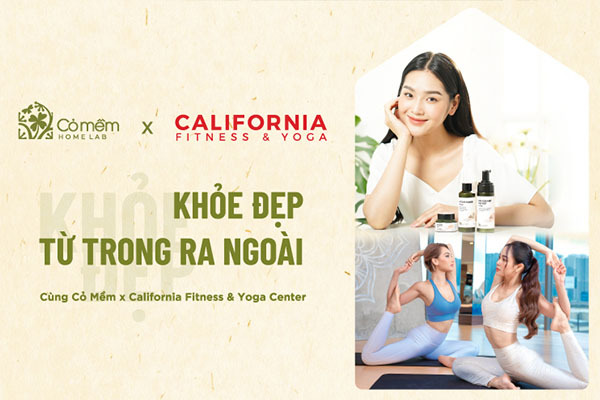 Cỏ mềm
HOME LAB
X
CALIFORNIA
FITNESS & YOGA
KHỎE ĐẸP
KHỎE ĐẸP
TỪ TRONG RA NGOÀI
Cùng Cỏ Mềm x California Fitness & Yoga Center